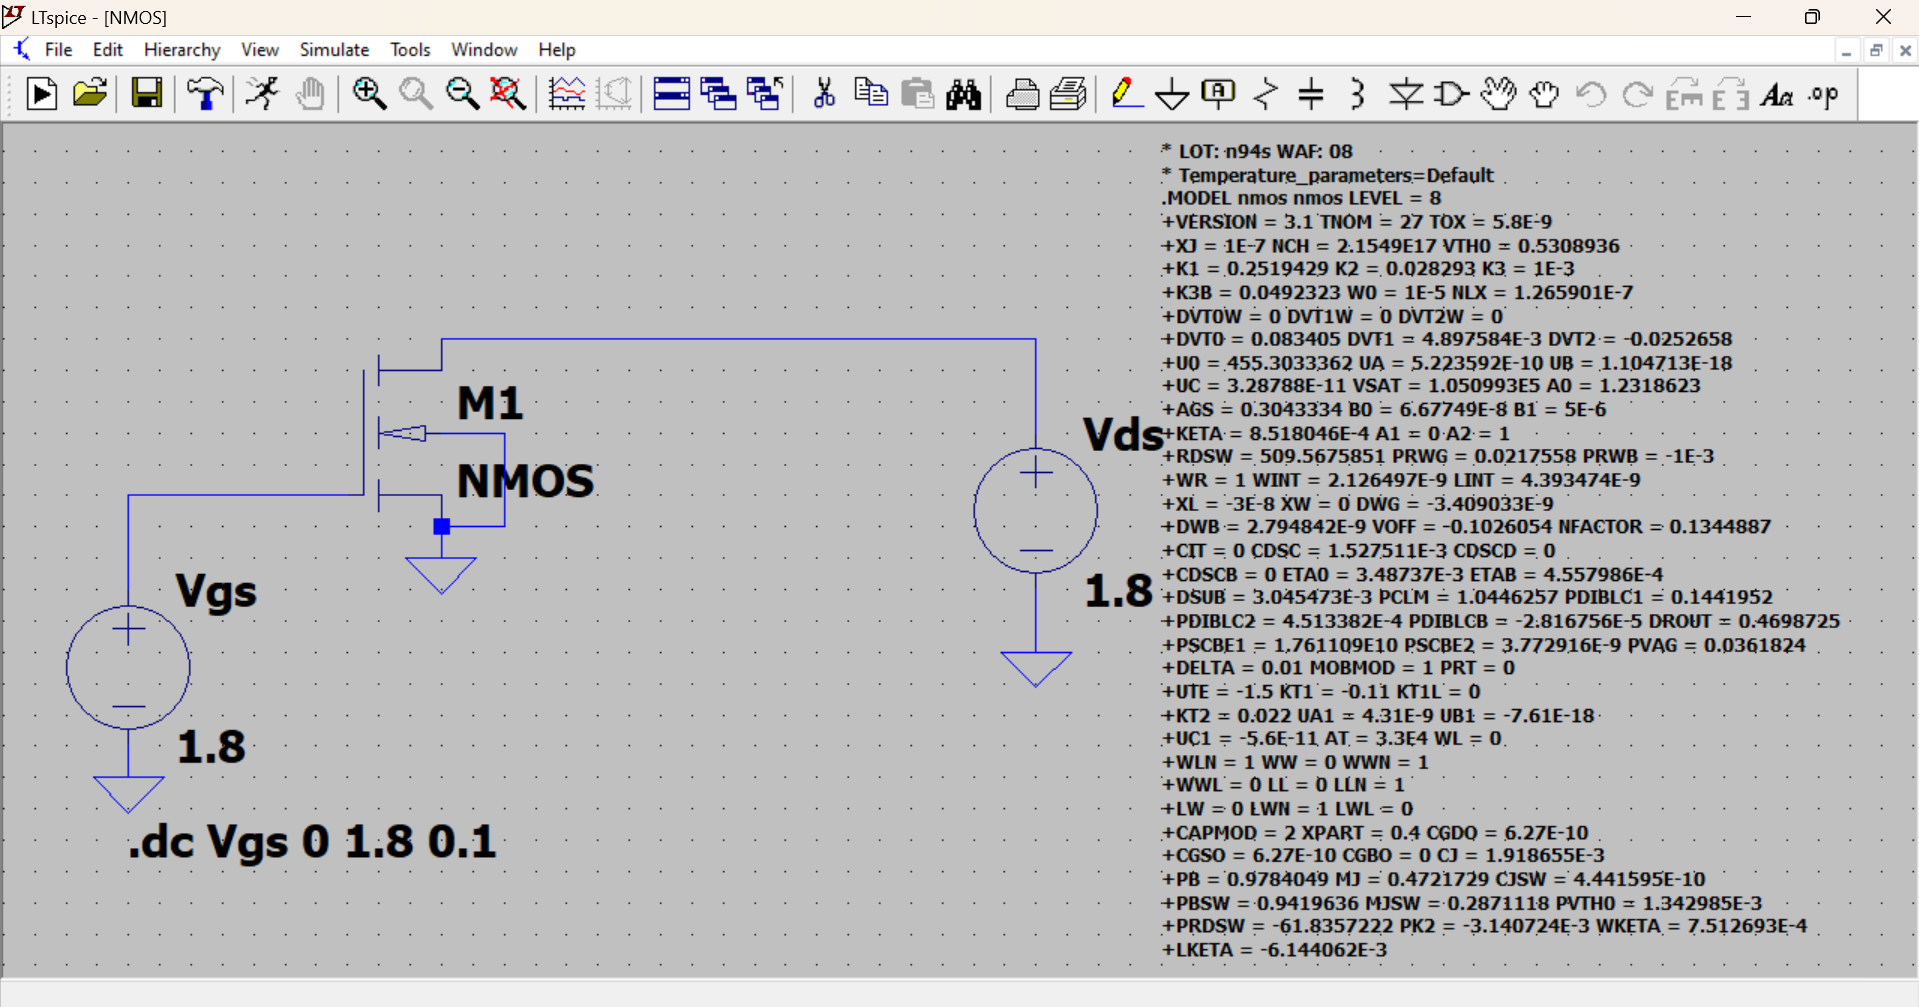 LTspice - [NMOS]
File Edit Hierarchy View Simulate Tools Window Help
M1
NMOS
Vgs
1.8
Vds
1.8
.dc Vgs 0 1.8 0.1
* LOT: n94s WAF: 08
* Temperature_parameters=Default
.MODEL nmos nmos LEVEL = 8
+VERSION = 3.1 TNOM = 27 TOX = 5.8E-9
+XJ = 1E-7 NCH = 2.1549E17 VTH0 = 0.5308936
+K1 = 0.2519429 K2 = 0.028293 K3 = 1E-3
+K3B = 0.0492323 W0 = 1E-5 NLX = 1.265901E-7
+DVT0W = 0 DVT1W = 0 DVT2W = 0
+DVT0 = 0.083405 DVT1 = 4.897584E-3 DVT2 = -0.0252658
+U0 = 455.3033362 UA = 5.223592E-10 UB = 1.104713E-18
+UC = 3.28788E-11 VSAT = 1.050993E5 A0 = 1.2318623
+AGS = 0.3043334 B0 = 6.67749E-8 B1 = 5E-6
+KETA = 8.518046E-4 A1 = 0 A2 = 1
+RDSW = 509.5675851 PRWG = 0.0217558 PRWB = -1E-3
+WR = 1 WINT = 2.126497E-9 LINT = 4.393474E-9
+XL = -3E-8 XW = 0 DWG = -3.409033E-9
+DWB = 2.794842E-9 VOFF = -0.1026054 NFACTOR = 0.1344887
+CIT = 0 CDSC = 1.527511E-3 CDSCD = 0
+CDSCB = 0 ETA0 = 3.48737E-3 ETAB = 4.557986E-4
+DSUB = 3.045473E-3 PCLM = 1.0446257 PDIBLC1 = 0.1441952
+PDIBLC2 = 4.513382E-4 PDIBLCB = -2.816756E-5 DROUT = 0.4698725
+PSCBE1 = 1.761109E10 PSCBE2 = 3.772916E-9 PVAG = 0.0361824
+DELTA = 0.01 MOBMOD = 1 PRT = 0
+UTE = -1.5 KT1 = -0.11 KT1L = 0
+KT2 = 0.022 UA1 = 4.31E-9 UB1 = -7.61E-18
+UC1 = -5.6E-11 AT = 3.3E4 WL = 0
+WLN = 1 WW = 0 WWN = 1
+WWL = 0 LL = 0 LLN = 1
+LW = 0 LWN = 1 LWL = 0
+CAPMOD = 2 XPART = 0.4 CGDO = 6.27E-10
+CGSO = 6.27E-10 CGBO = 0 CJ = 1.918655E-3
+PB = 0.9784049 MJ = 0.4721729 CJSW = 4.441595E-10
+PBSW = 0.9419636 MJSW = 0.2871118 PVTH0 = 1.342985E-3
+PRDSW = -61.8357222 PK2 = -3.140724E-3 WKETA = 7.512693E-4
+LKETA = -6.144062E-3